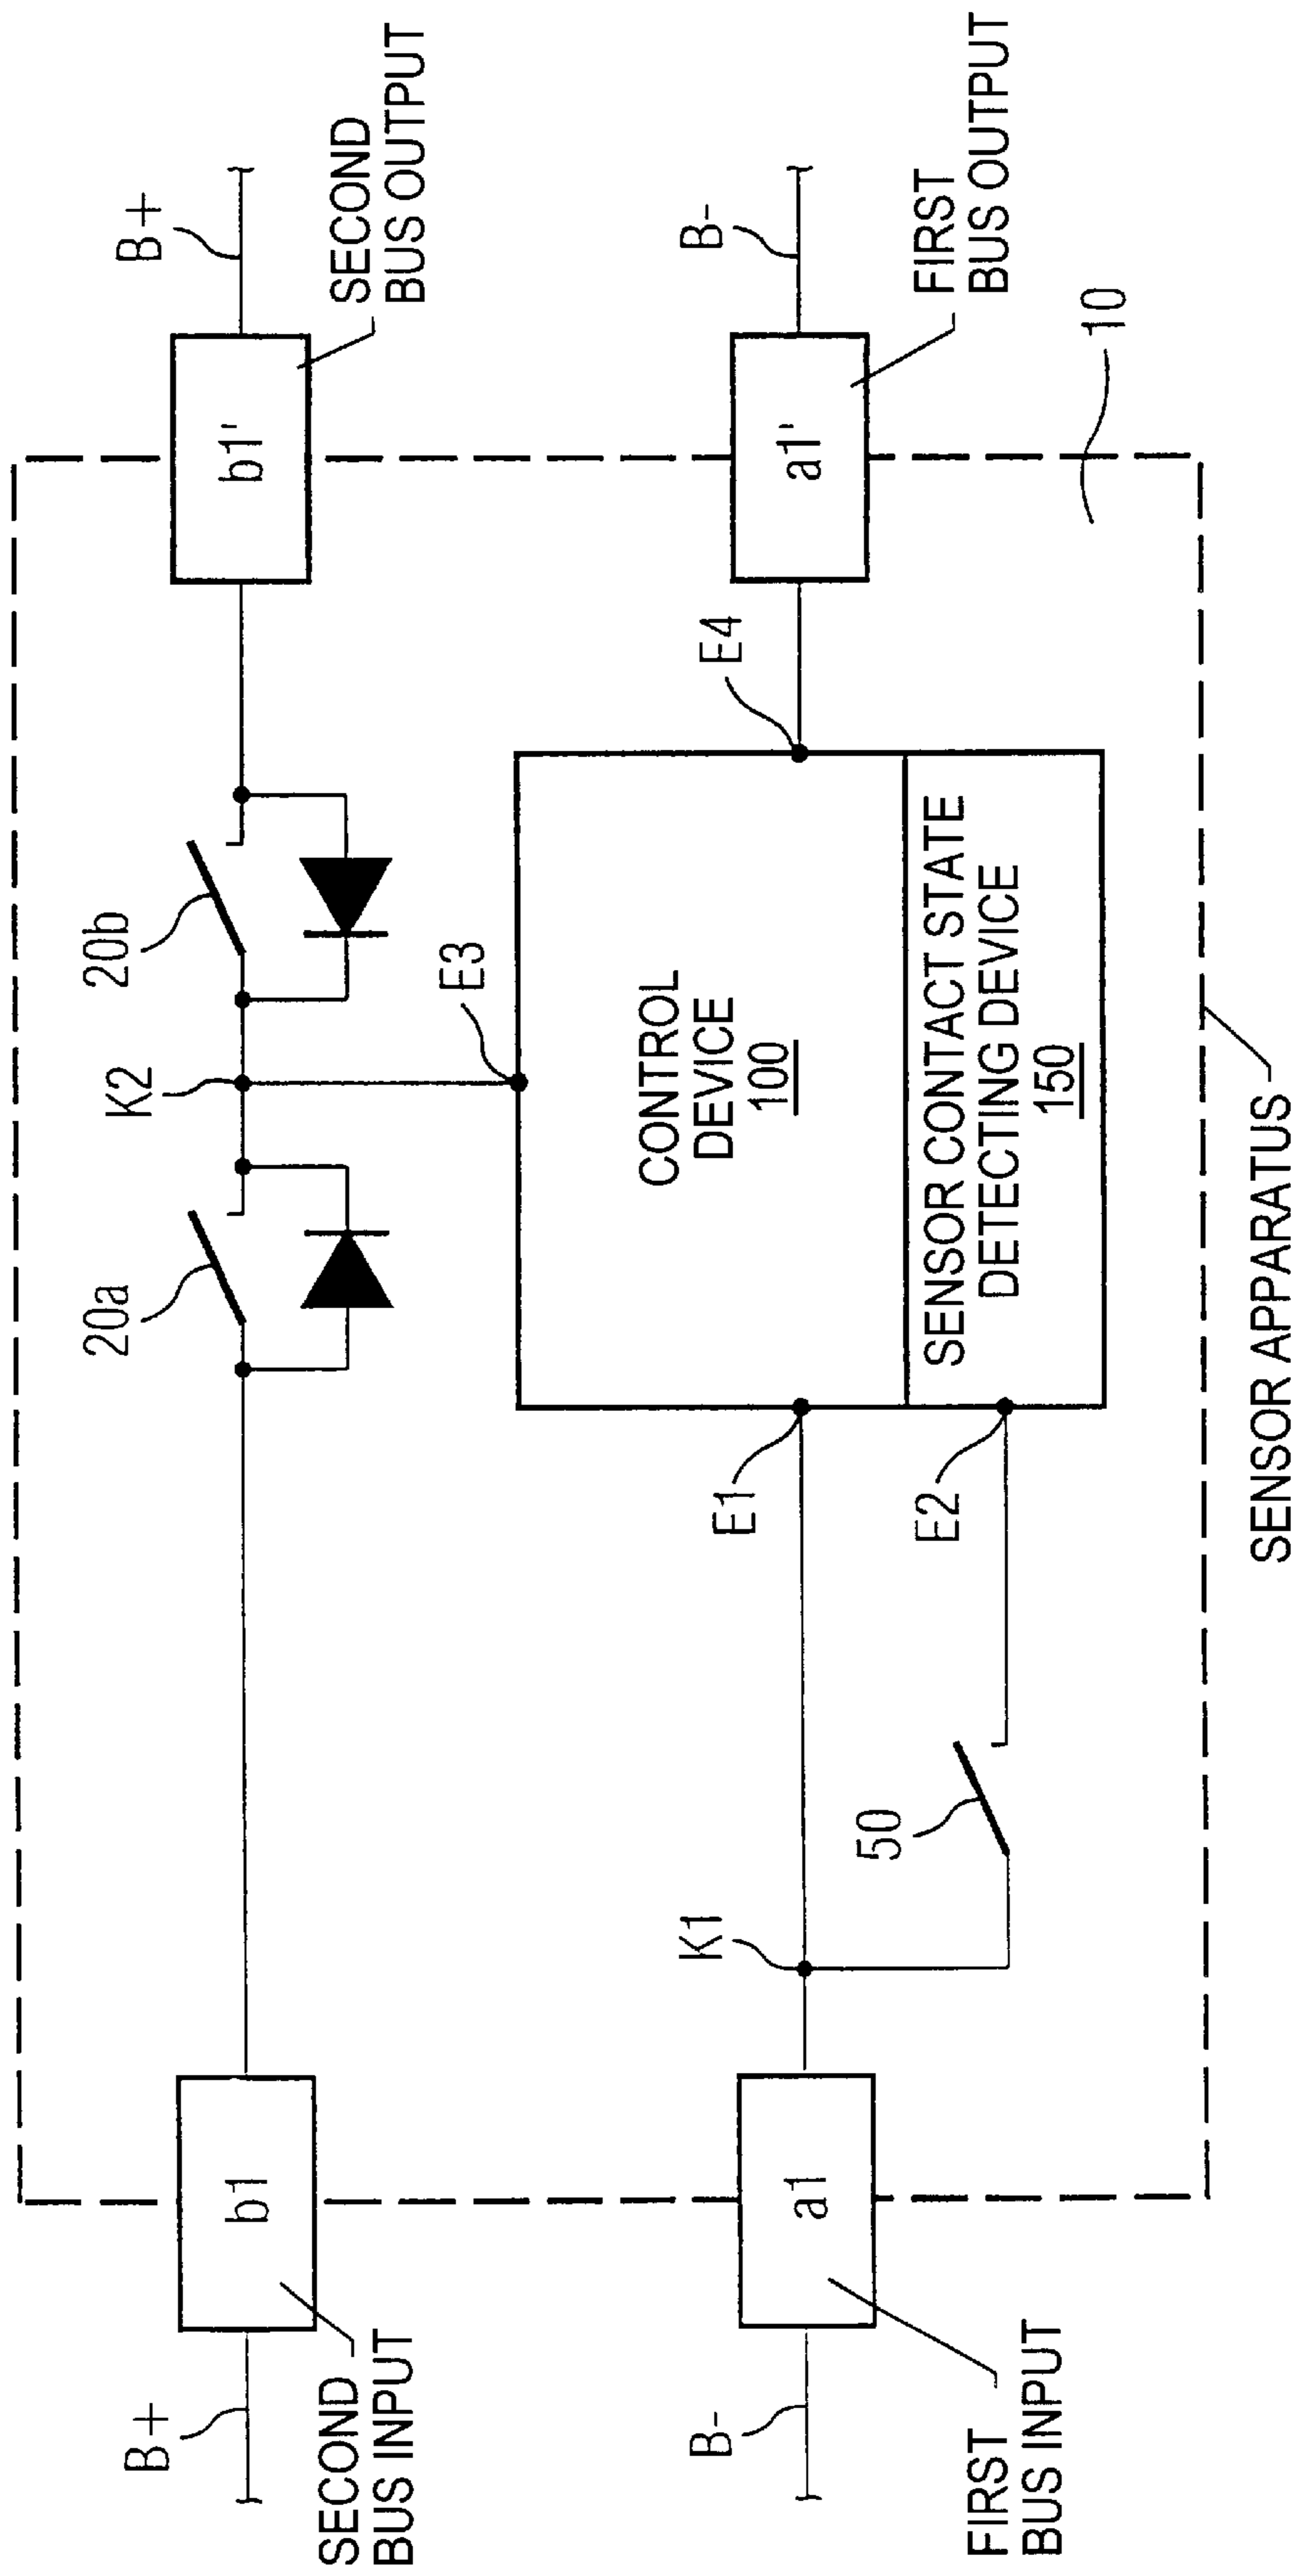 B+
SECOND
BUS INPUT
b1
20a
K2
20b
b1'
B+
SECOND
BUS OUTPUT
E3
B-
FIRST
BUS INPUT
a1
K1
50
E1
E2
CONTROL
DEVICE
100
SENSOR CONTACT STATE
DETECTING DEVICE
150
E4
a1'
B-
FIRST
BUS OUTPUT
10
SENSOR APPARATUS